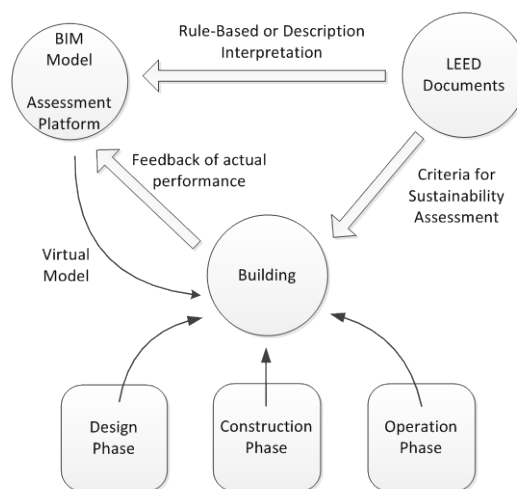 BIM
Model
Assessment
Platform
Rule-Based or Description
Interpretation
LEED
Documents
Feedback of actual
performance
Criteria for
Sustainability
Assessment
Virtual
Model
Building
Design
Phase
Construction
Phase
Operation
Phase